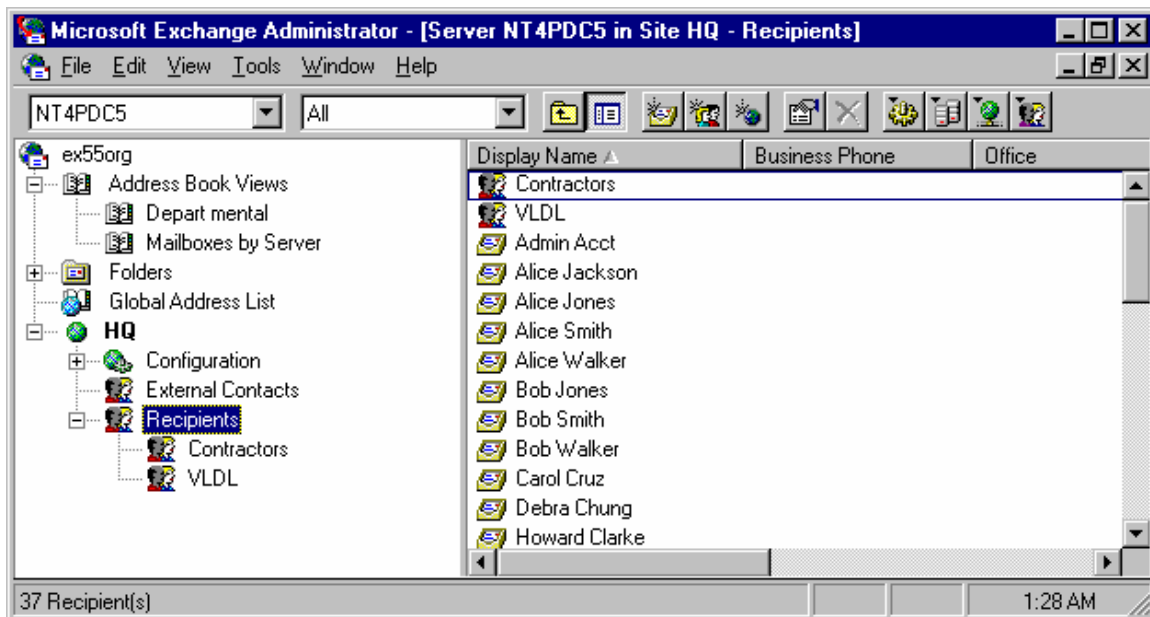 Microsoft Exchange Administrator - [Server NT4PDC5 in Site HQ - Recipients]
File Edit View Tools Window Help
NT4PDC5 All
ex55org
Address Book Views
Depart mental
Mailboxes by Server
Folders
Global Address List
HQ
Configuration
External Contacts
Recipients
Contractors
VLDL
Display Name Business Phone Office
Contractors
VLDL
Admin Acct
Alice Jackson
Alice Jones
Alice Smith
Alice Walker
Bob Jones
Bob Smith
Bob Walker
Carol Cruz
Debra Chung
Howard Clarke
37 Recipient(s) 1:28 AM